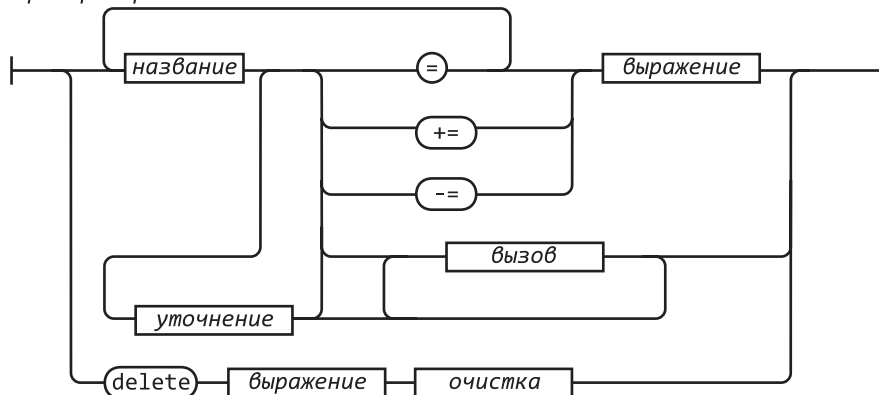 название = выражение
+=
-=
вызов
уточнение
delete выражение очистка